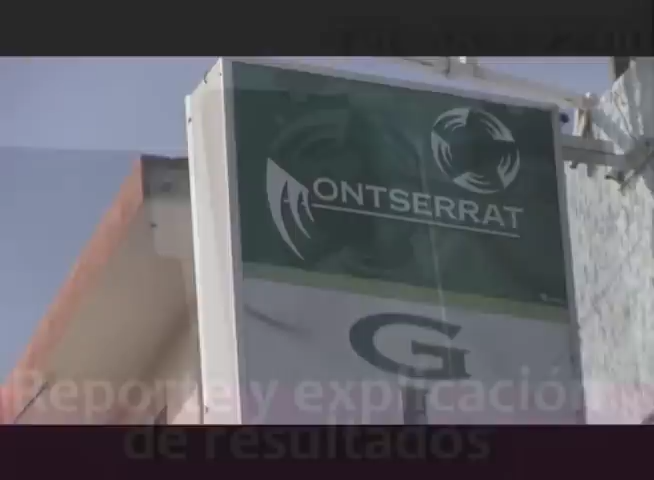 MONTSERRAT
G
Reporte y explicación
de resultados